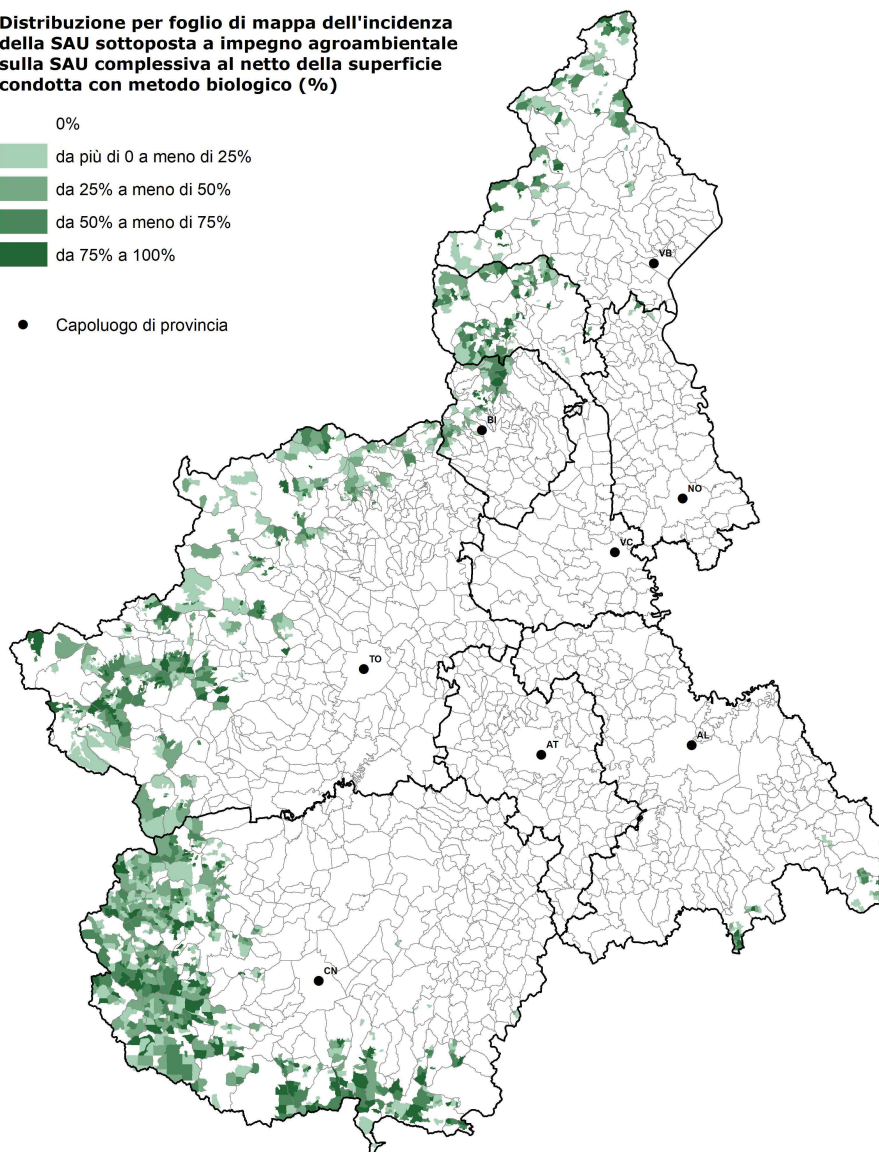 Distribuzione per foglio di mappa dell'incidenza
della SAU sottoposta a impegno agroambientale
sulla SAU complessiva al netto della superficie
condotta con metodo biologico (%)
0%
da più di 0 a meno di 25%
da 25% a meno di 50%
da 50% a meno di 75%
da 75% a 100%
Capoluogo di provincia
VB
BI
NO
VC
TO
AT
AL
CN